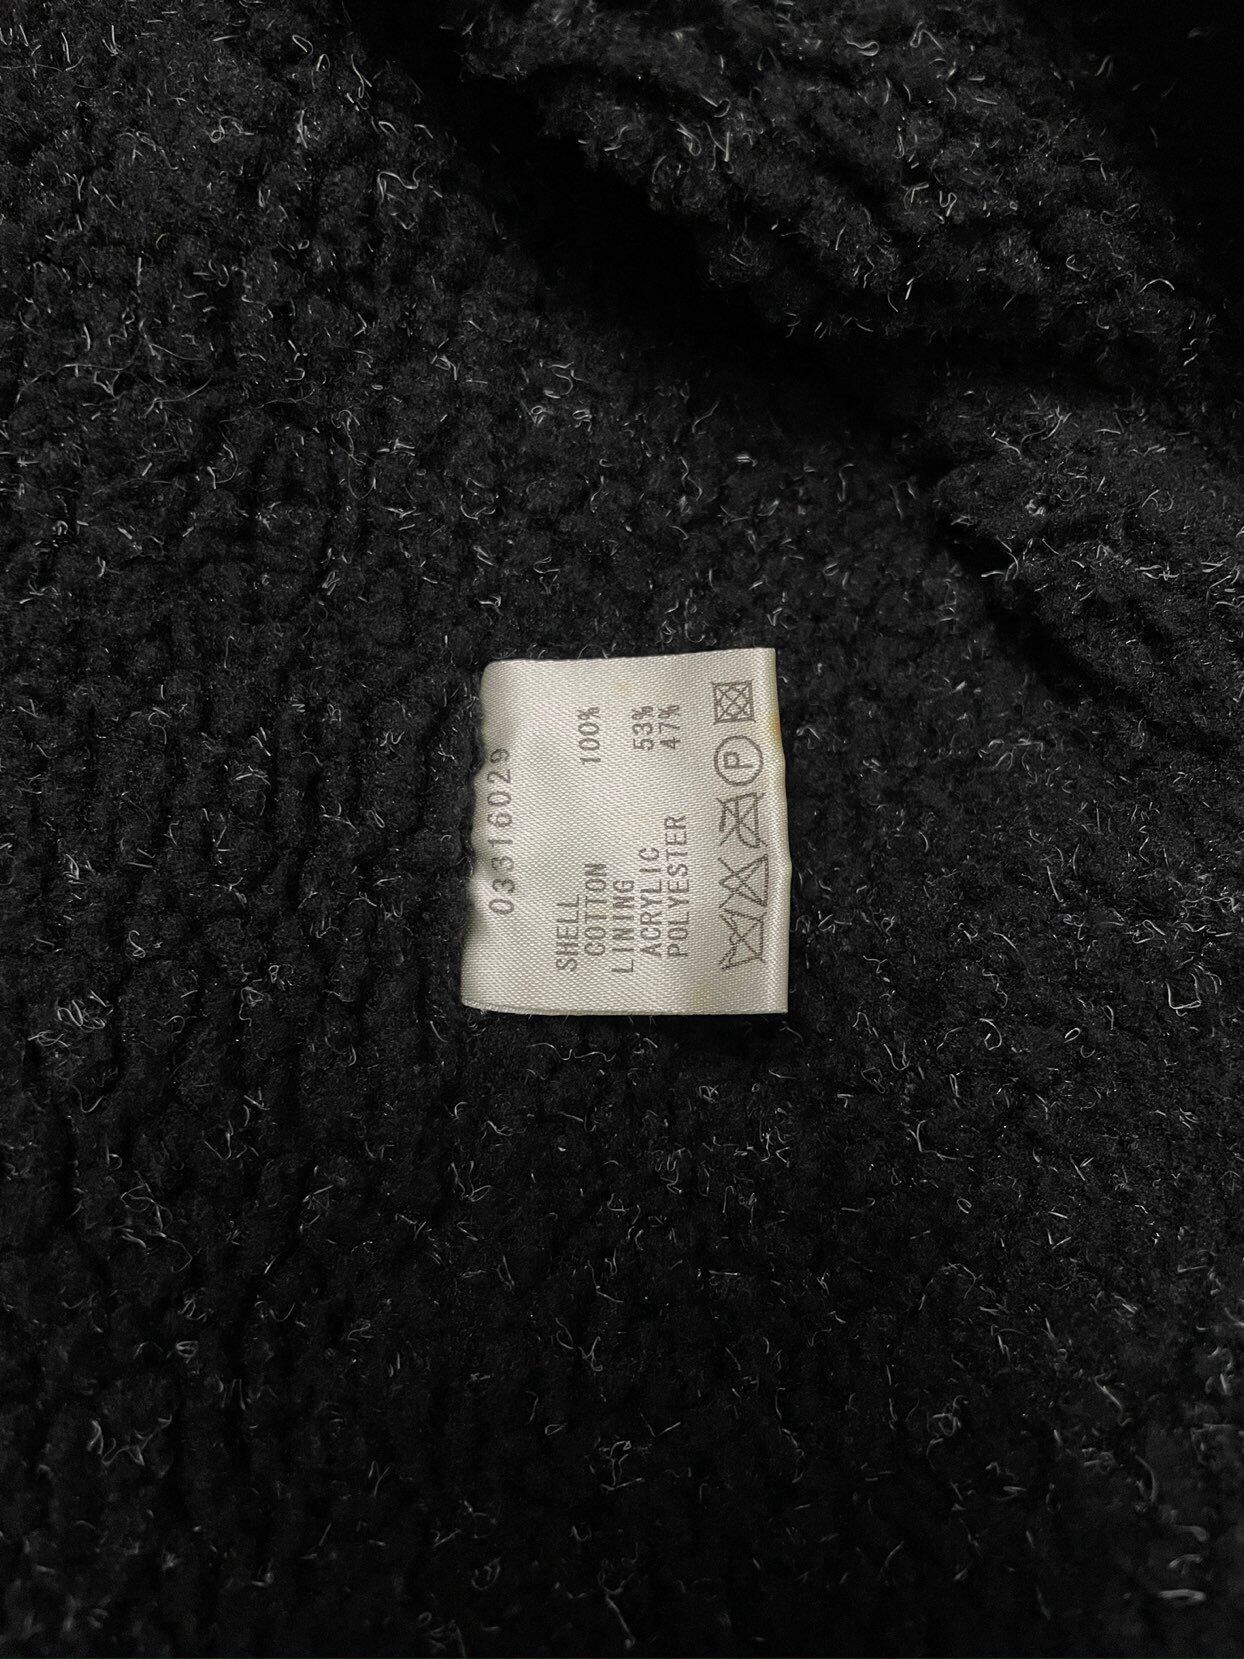 03316029
SHELL
COTTON 100%
LINING
ACRYLIC 53%
POLYESTER 47%
P